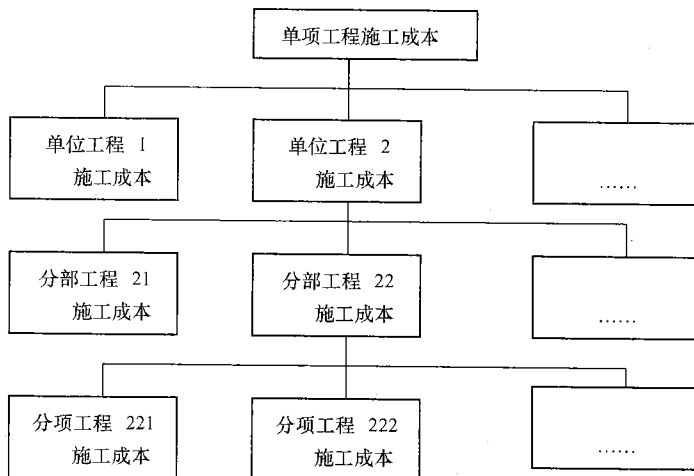 单项工程施工成本
单位工程 1
施工成本
单位工程 2
施工成本
……
分部工程 21
施工成本
分部工程 22
施工成本
……
分项工程 221
施工成本
分项工程 222
施工成本
……